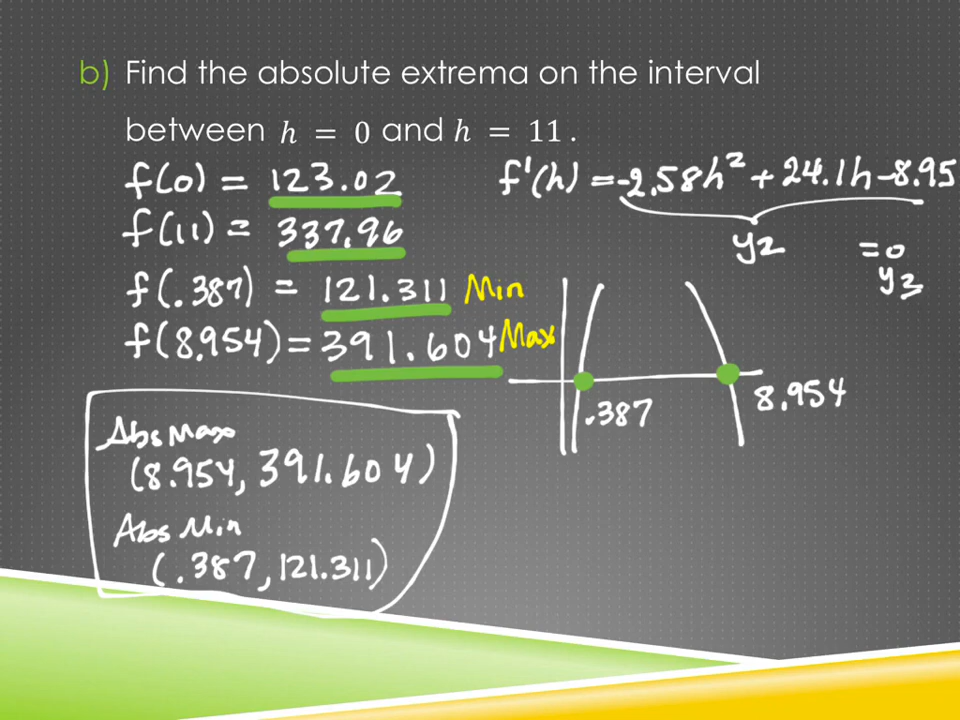 b) Find the absolute extrema on the interval
between h = 0 and h = 11.
f(0) = 123.02
f(11) = 337.96
f(.387) = 121.311 Min
f(8.954) = 391.604 Max
f'(h) = -2.58h² + 24.1h - 8.95
y2 = 0
y3
.387
8.954
Abs Max
(8.954, 391.604)
Abs Min
(.387, 121.311)